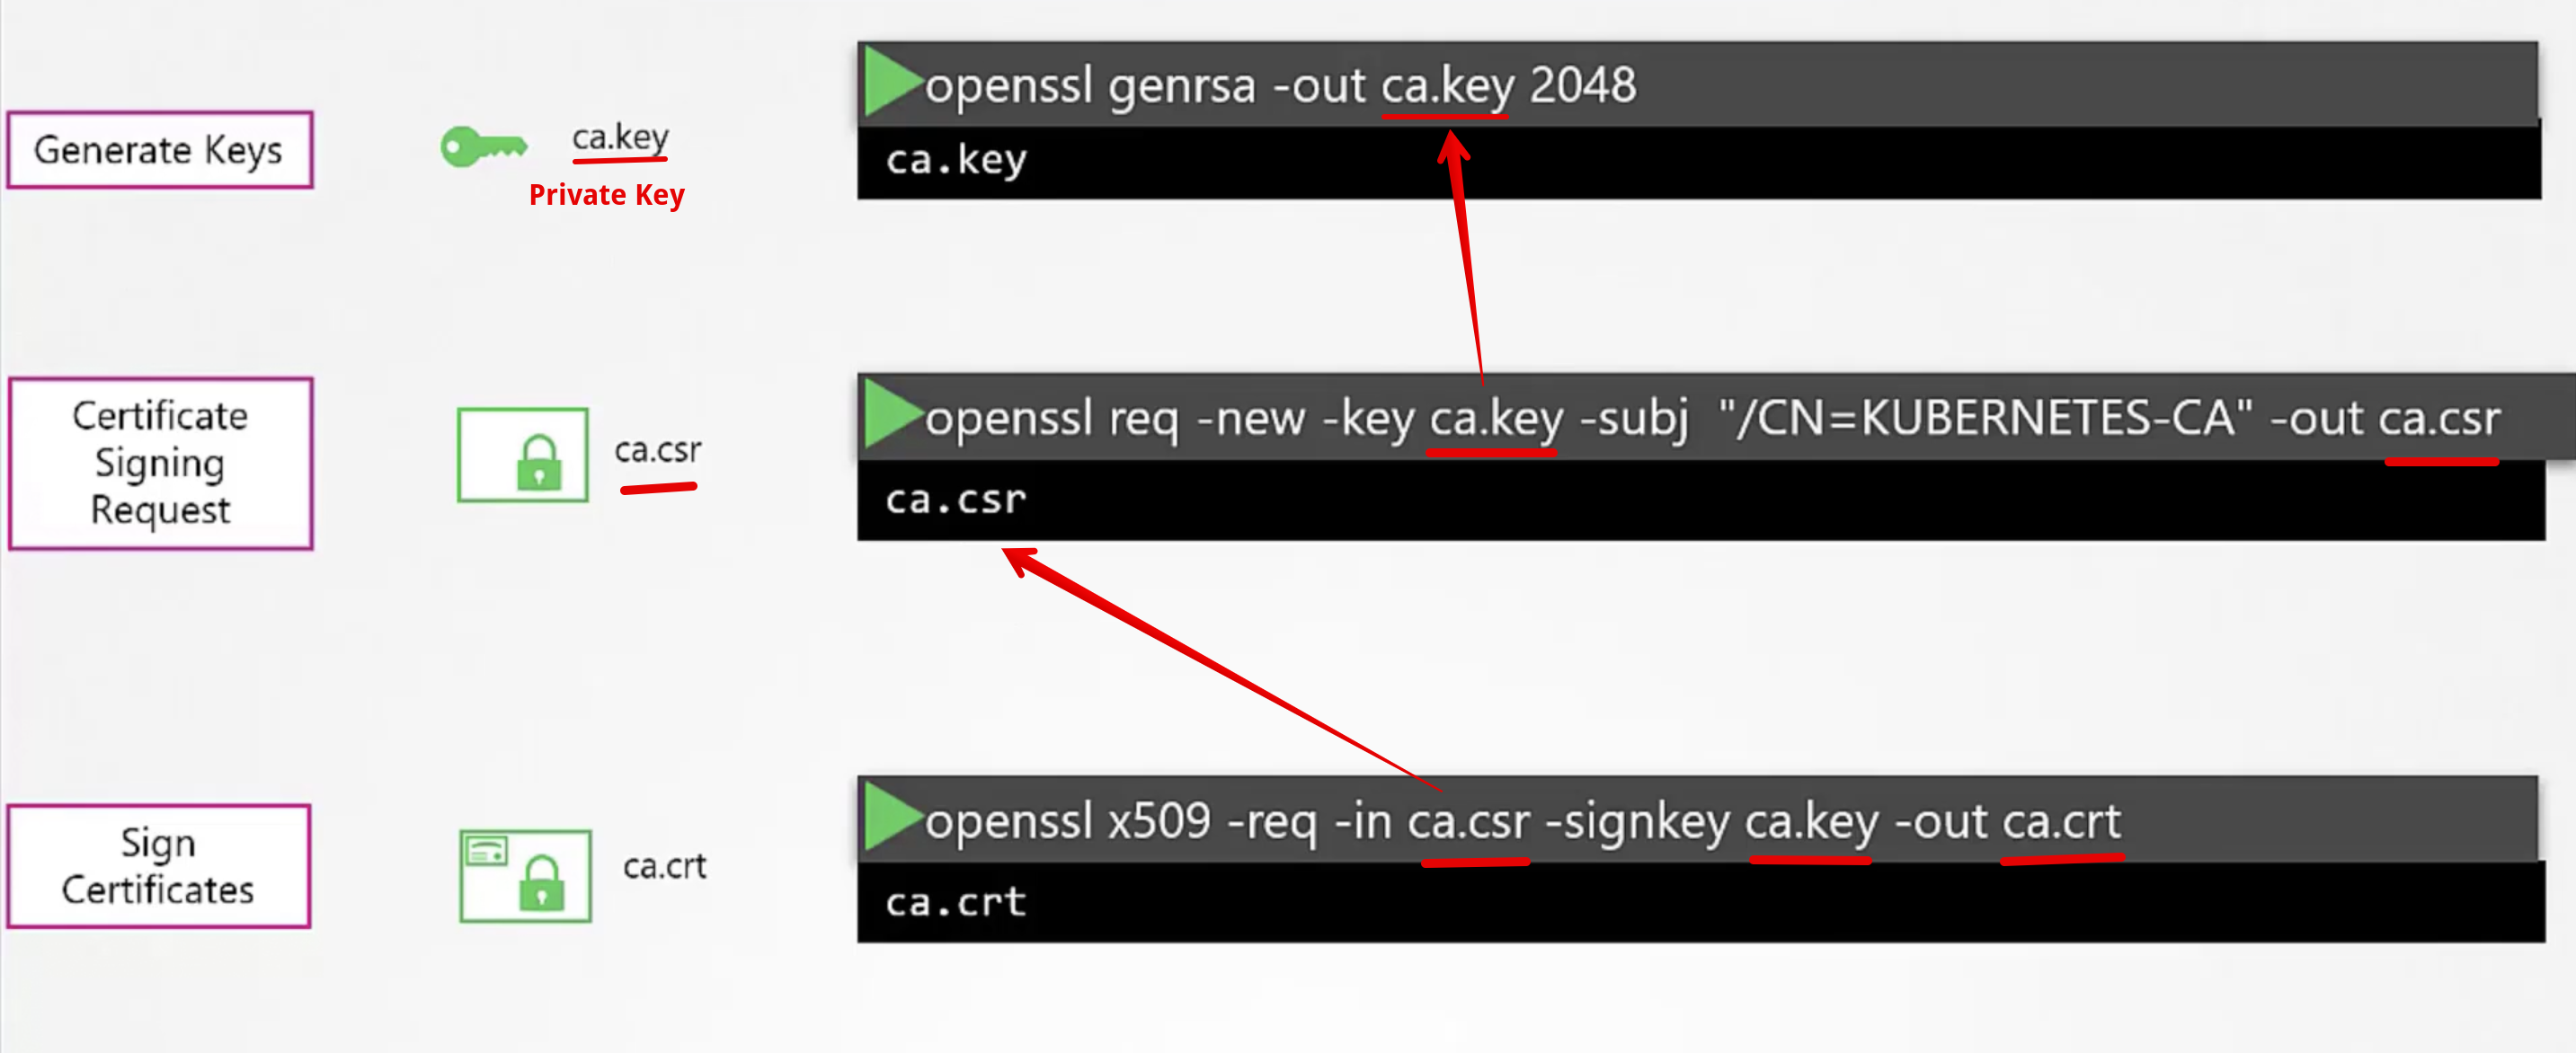 Generate Keys
ca.key
Private Key
openssl genrsa -out ca.key 2048
ca.key
Certificate
Signing
Request
ca.csr
openssl req -new -key ca.key -subj "/CN=KUBERNETES-CA" -out ca.csr
ca.csr
Sign
Certificates
ca.crt
openssl x509 -req -in ca.csr -signkey ca.key -out ca.crt
ca.crt